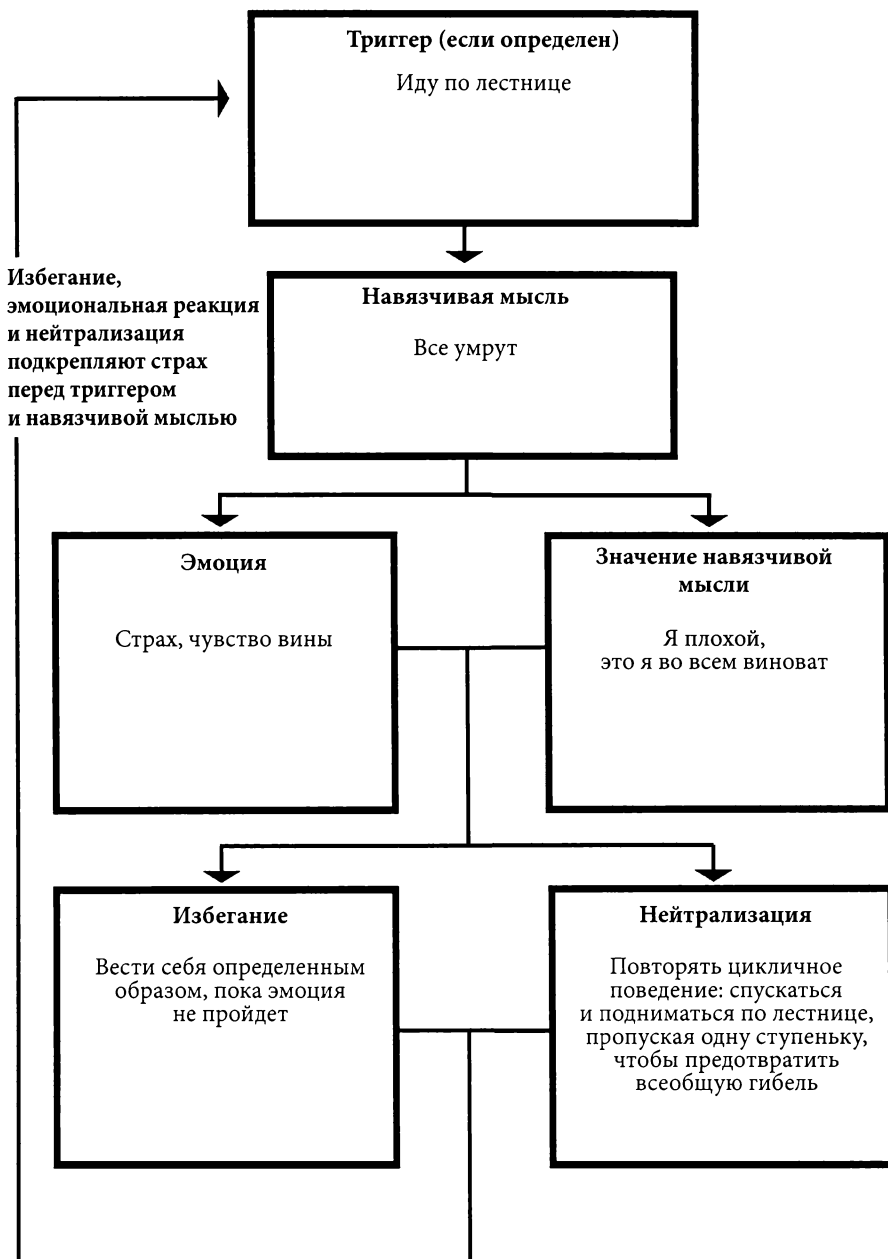 Триггер (если определен)
Иду по лестнице
Избегание,
эмоциональная реакция
и нейтрализация
подкрепляют страх
перед триггером
и навязчивой мыслью
Навязчивая мысль
Все умрут
Эмоция
Страх, чувство вины
Значение навязчивой
мысли
Я плохой,
это я во всем виноват
Избегание
Вести себя определенным
образом, пока эмоция
не пройдет
Нейтрализация
Повторять цикличное
поведение: спускаться
и подниматься по лестнице,
пропуская одну ступеньку,
чтобы предотвратить
всеобщую гибель